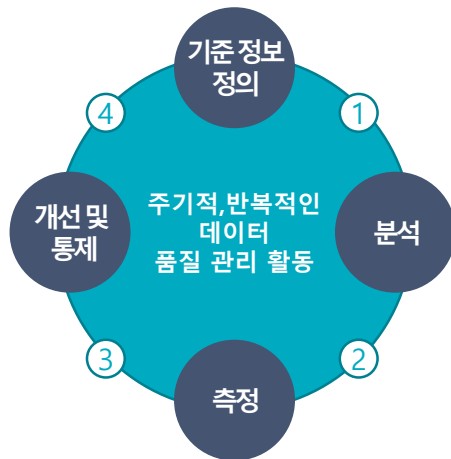 기준 정보
정의
4
1
개선 및
통제
주기적,반복적인
데이터
품질 관리 활동
분석
3
2
측정